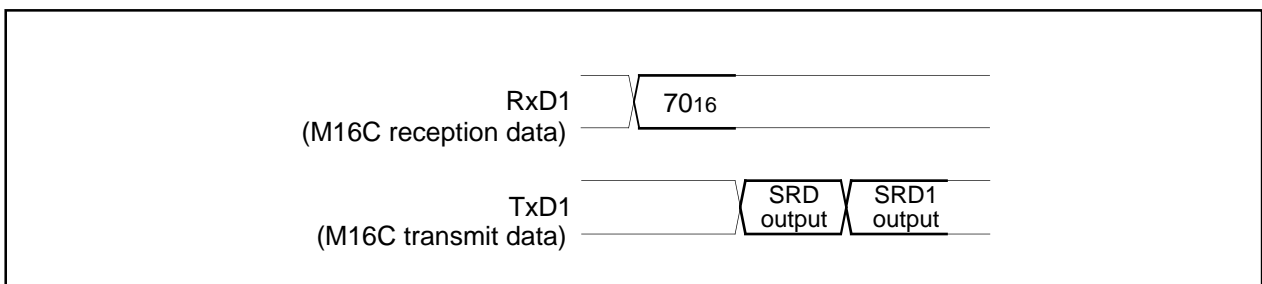 RxD1
(M16C reception data)
7016
TxD1
(M16C transmit data)
SRD
output
SRD1
output